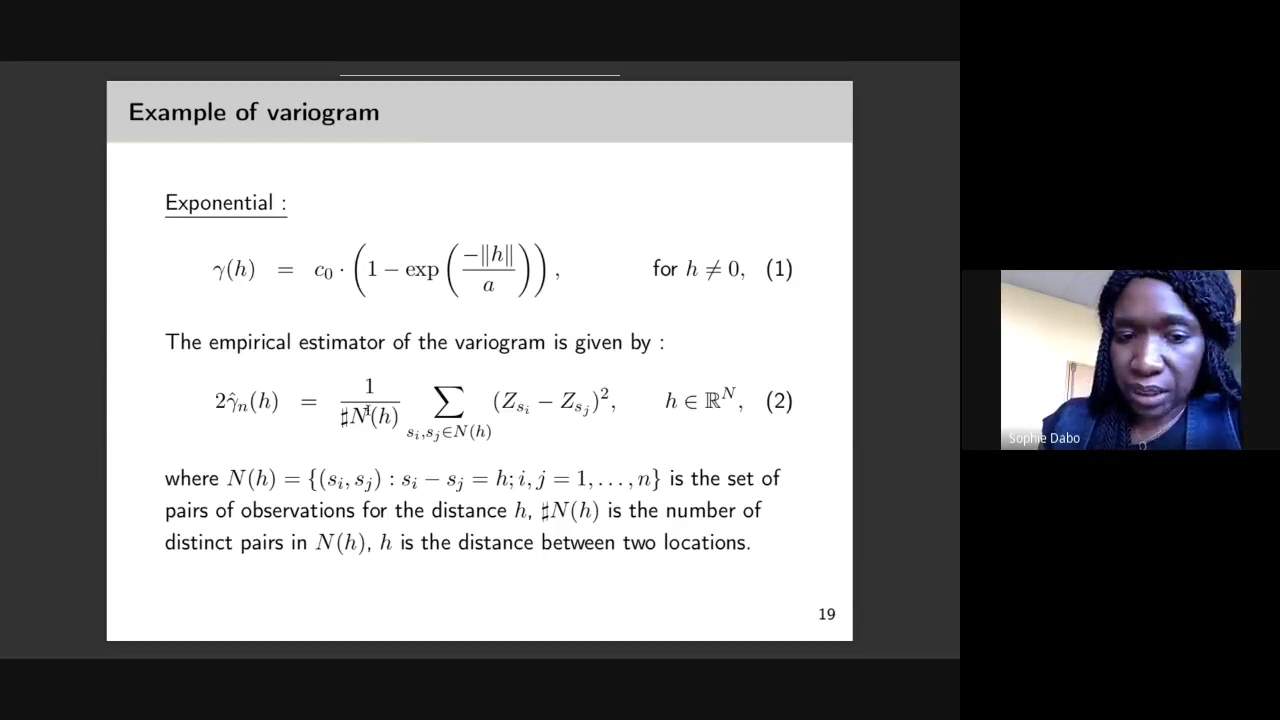 Example of variogram
Exponential :
γ(h) = c₀ · (1 − exp(−‖h‖ / a)), for h ≠ 0, (1)
The empirical estimator of the variogram is given by :
2γ̂ₙ(h) = 1 / ♯N(h) ∑_{sᵢ,sⱼ∈N(h)} (Z_{sᵢ} − Z_{sⱼ})², h ∈ ℝᴺ, (2)
where N(h) = {(sᵢ, sⱼ) : sᵢ − sⱼ = h; i, j = 1, . . . , n} is the set of
pairs of observations for the distance h, ♯N(h) is the number of
distinct pairs in N(h), h is the distance between two locations.
19
Sophie Dabo